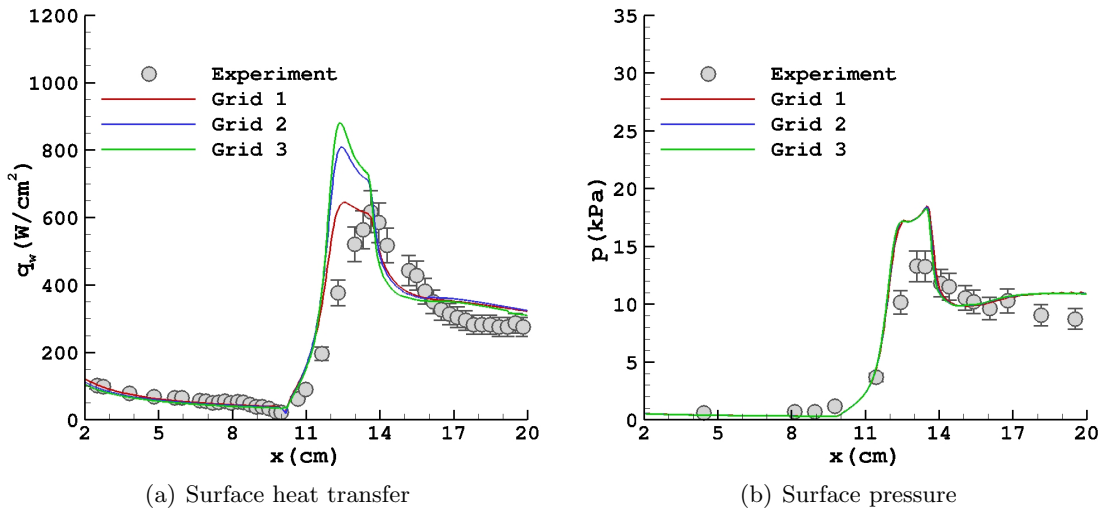 1200
1000
800
600
400
200
0
q_w (W/cm^2)
Experiment
Grid 1
Grid 2
Grid 3
2 5 8 11 14 17 20
x (cm)
(a) Surface heat transfer
35
30
25
20
15
10
5
0
p (kPa)
Experiment
Grid 1
Grid 2
Grid 3
2 5 8 11 14 17 20
x (cm)
(b) Surface pressure